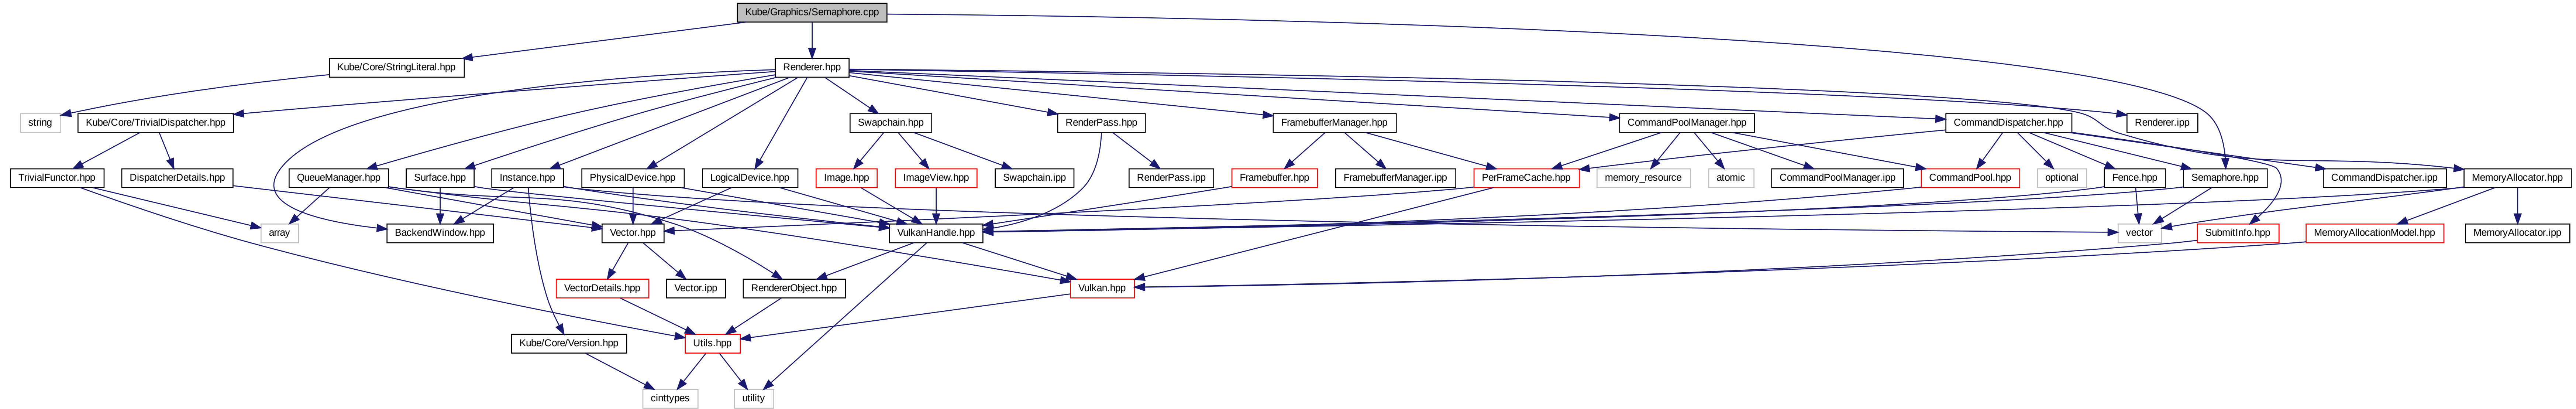 Kube/Graphics/Semaphore.cpp
Kube/Core/StringLiteral.hpp
Renderer.hpp
string
Kube/Core/TrivialDispatcher.hpp
Swapchain.hpp
RenderPass.hpp
FramebufferManager.hpp
CommandPoolManager.hpp
CommandDispatcher.hpp
Renderer.ipp
TrivialFunctor.hpp
DispatcherDetails.hpp
QueueManager.hpp
Surface.hpp
Instance.hpp
PhysicalDevice.hpp
LogicalDevice.hpp
Image.hpp
ImageView.hpp
Swapchain.ipp
RenderPass.ipp
Framebuffer.hpp
FramebufferManager.ipp
PerFrameCache.hpp
memory_resource
atomic
CommandPoolManager.ipp
CommandPool.hpp
optional
Fence.hpp
Semaphore.hpp
CommandDispatcher.ipp
MemoryAllocator.hpp
array
BackendWindow.hpp
Vector.hpp
VulkanHandle.hpp
vector
SubmitInfo.hpp
MemoryAllocationModel.hpp
MemoryAllocator.ipp
VectorDetails.hpp
Vector.ipp
RendererObject.hpp
Vulkan.hpp
Kube/Core/Version.hpp
Utils.hpp
cinttypes
utility